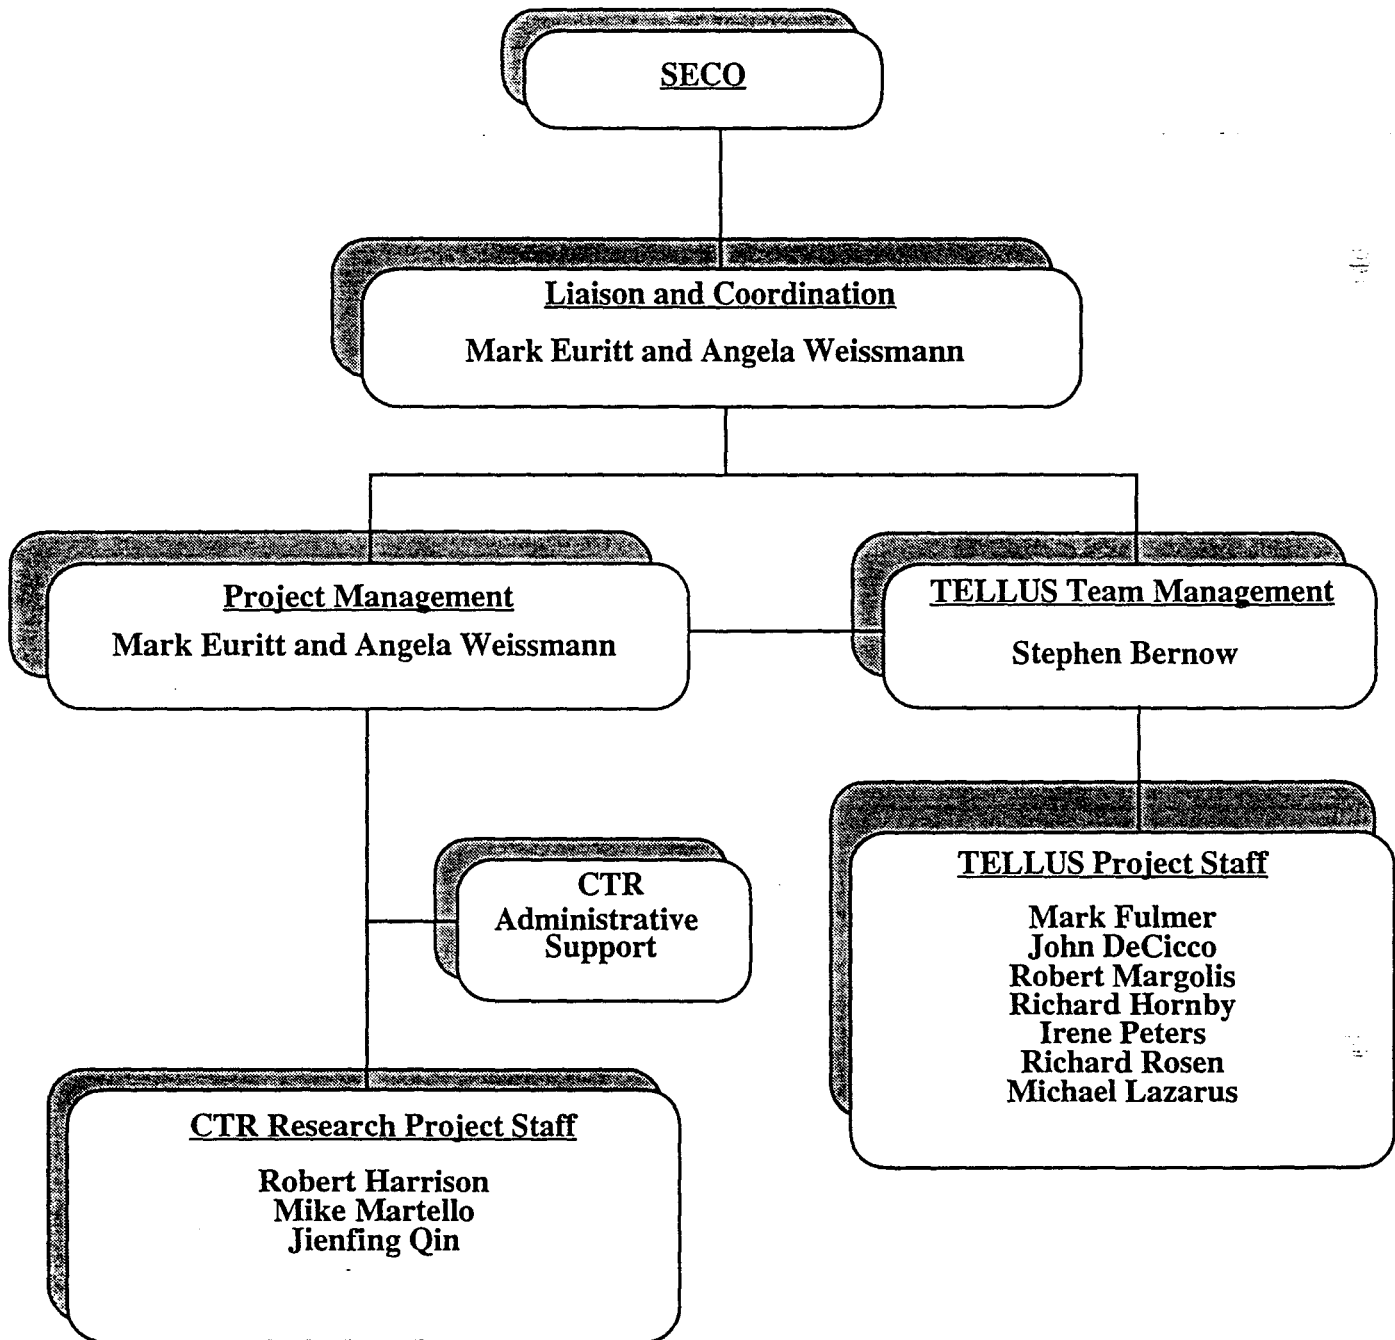 SECO
Liaison and Coordination
Mark Euritt and Angela Weissmann
Project Management
Mark Euritt and Angela Weissmann
TELLUS Team Management
Stephen Bernow
CTR
Administrative
Support
TELLUS Project Staff
Mark Fulmer
John DeCicco
Robert Margolis
Richard Hornby
Irene Peters
Richard Rosen
Michael Lazarus
CTR Research Project Staff
Robert Harrison
Mike Martello
Jienfing Qin